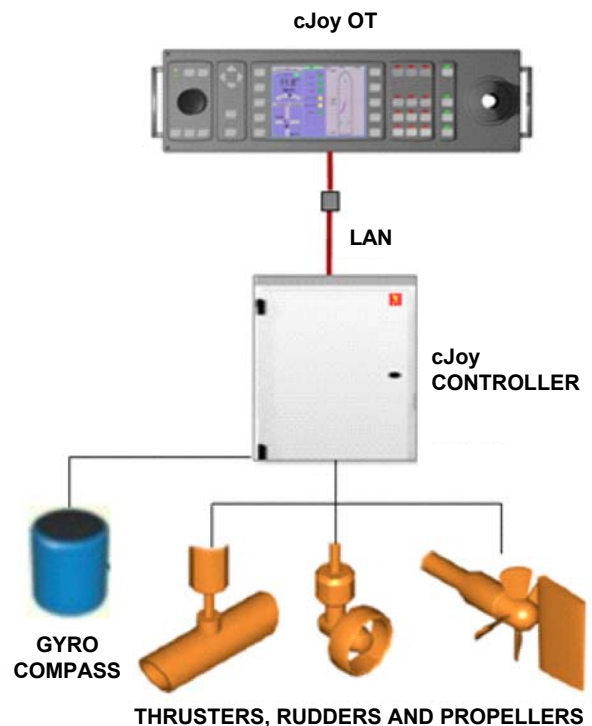 cJoy OT
LAN
cJoy
CONTROLLER
GYRO
COMPASS
THRUSTERS, RUDDERS AND PROPELLERS